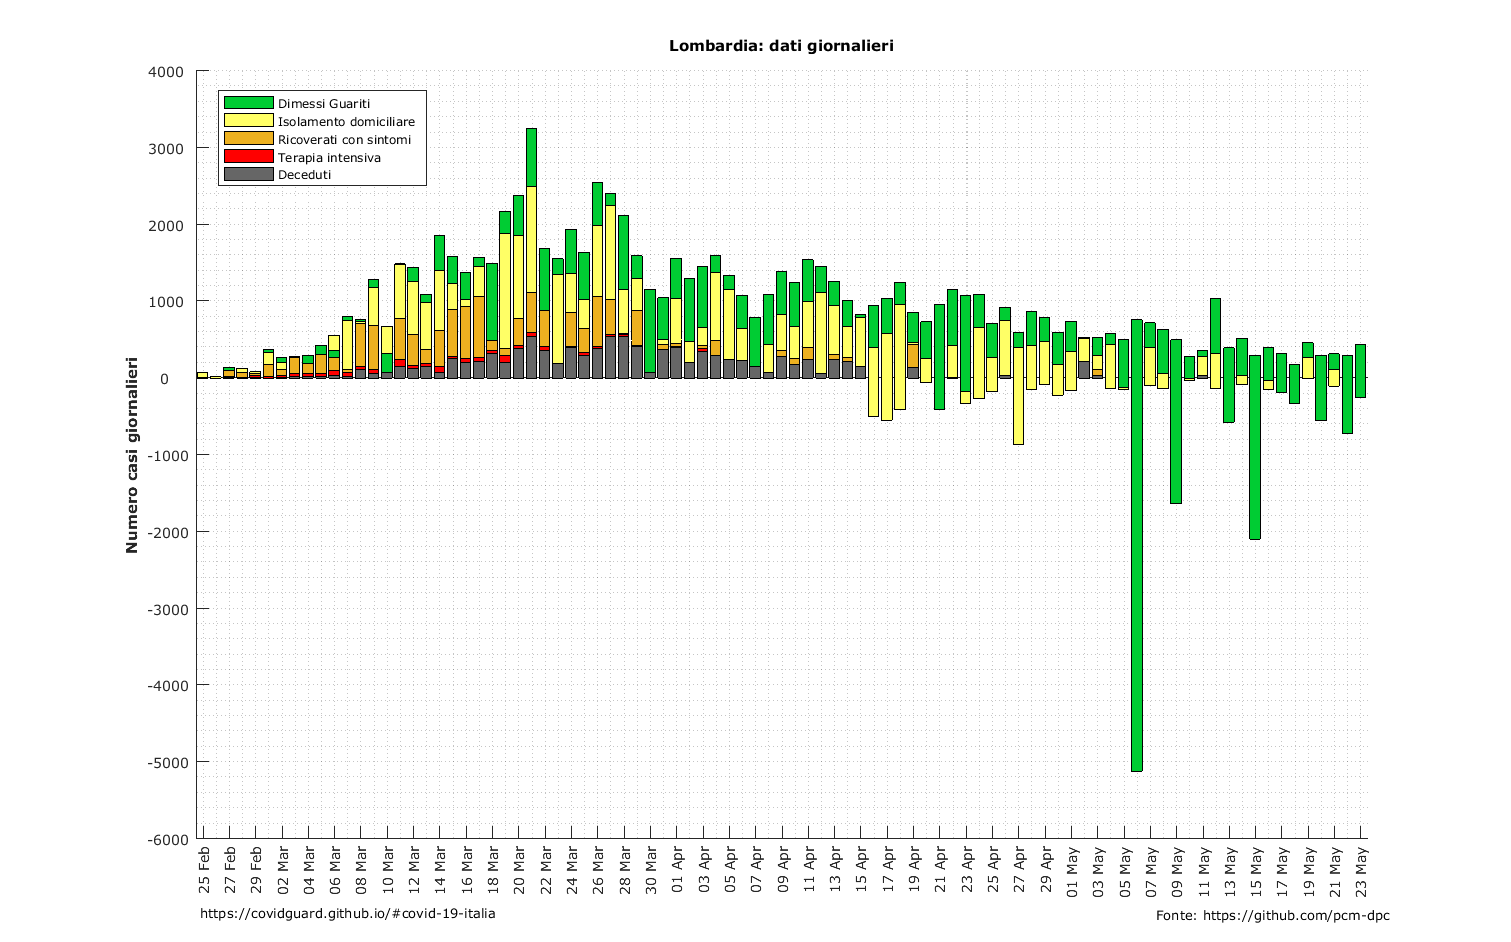 Lombardia: dati giornalieri
4000
3000
2000
1000
0
-1000
-2000
-3000
-4000
-5000
-6000
Numero casi giornalieri
Dimessi Guariti
Isolamento domiciliare
Ricoverati con sintomi
Terapia intensiva
Deceduti
25 Feb
27 Feb
29 Feb
02 Mar
04 Mar
06 Mar
08 Mar
10 Mar
12 Mar
14 Mar
16 Mar
18 Mar
20 Mar
22 Mar
24 Mar
26 Mar
28 Mar
30 Mar
01 Apr
03 Apr
05 Apr
07 Apr
09 Apr
11 Apr
13 Apr
15 Apr
17 Apr
19 Apr
21 Apr
23 Apr
25 Apr
27 Apr
29 Apr
01 May
03 May
05 May
07 May
09 May
11 May
13 May
15 May
17 May
19 May
21 May
23 May
https://covidguard.github.io/#covid-19-italia
Fonte: https://github.com/pcm-dpc